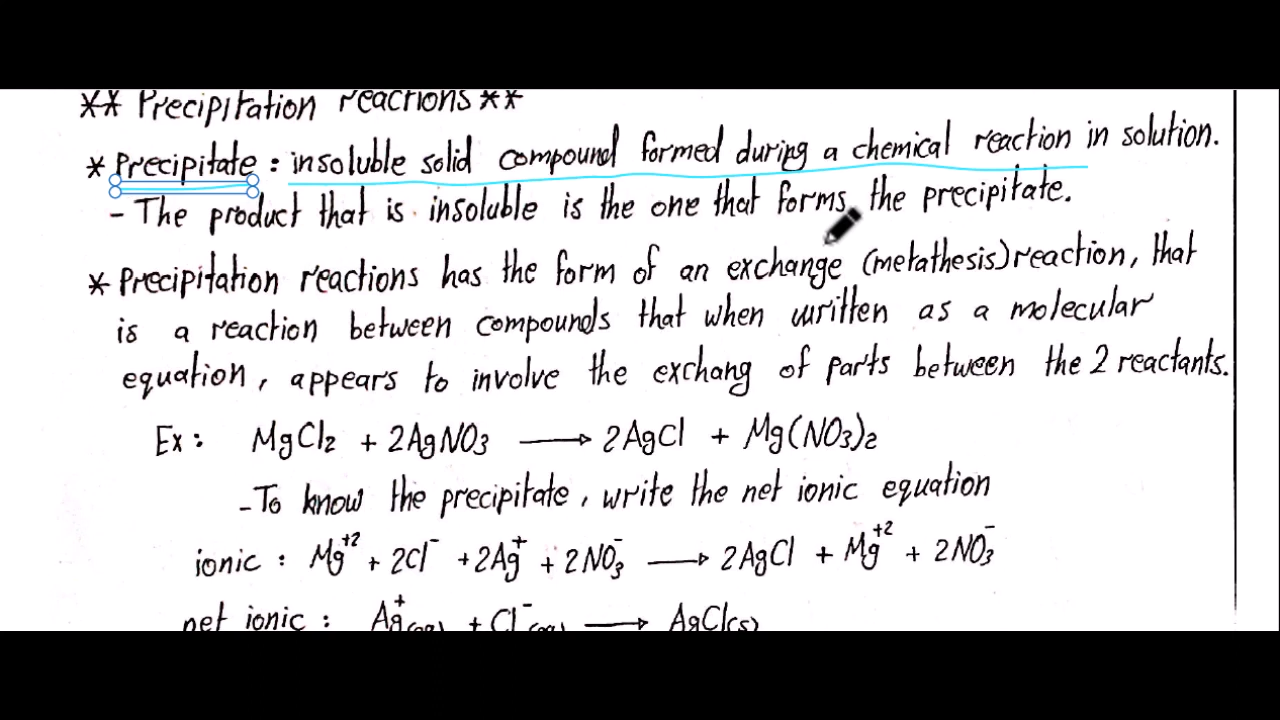 ** Precipitation reactions **
* Precipitate : insoluble solid compound formed during a chemical reaction in solution.
- The product that is insoluble is the one that forms the precipitate.
* Precipitation reactions has the form of an exchange (metathesis) reaction, that
is a reaction between compounds that when written as a molecular
equation, appears to involve the exchang of parts between the 2 reactants.
Ex : MgCl₂ + 2AgNO₃ → 2AgCl + Mg(NO₃)₂
- To know the precipitate, write the net ionic equation
ionic : Mg⁺² + 2Cl⁻ + 2Ag⁺ + 2NO₃⁻ → 2AgCl + Mg⁺² + 2NO₃⁻
net ionic : Ag⁺(aq) + Cl⁻(aq) → AgCl(s)